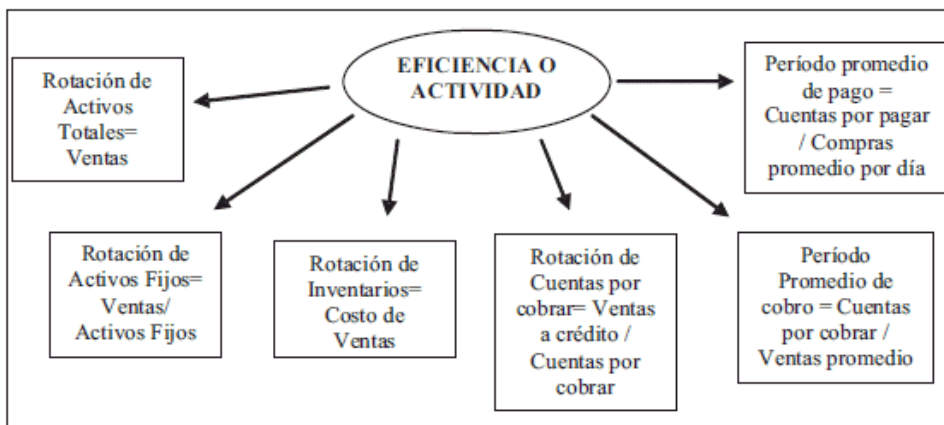 EFICIENCIA O
ACTIVIDAD
Rotación de
Activos
Totales=
Ventas
Período promedio
de pago =
Cuentas por pagar
/ Compras
promedio por día
Rotación de
Activos Fijos=
Ventas/
Activos Fijos
Rotación de
Inventarios=
Costo de
Ventas
Rotación de
Cuentas por
cobrar= Ventas
a crédito /
Cuentas por
cobrar
Período
Promedio de
cobro = Cuentas
por cobrar /
Ventas promedio